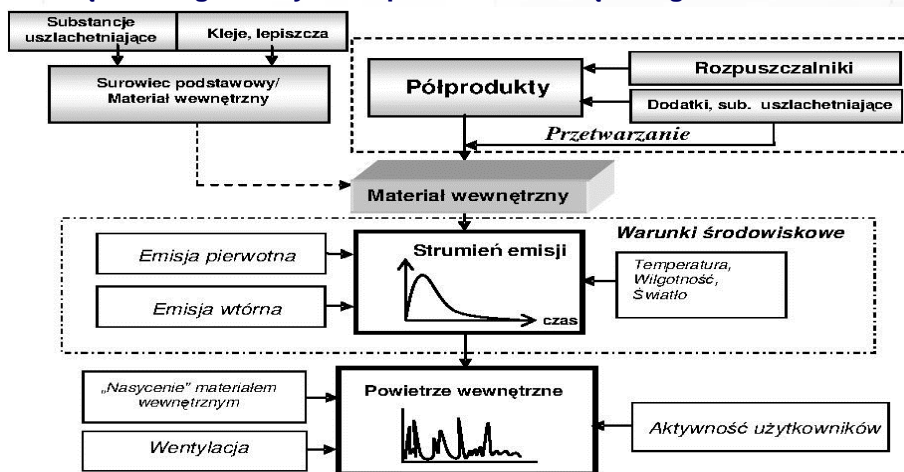 Substancje
uszlachetniające
Kleje, lepiszcza
Surowiec podstawowy/
Materiał wewnętrzny
Półprodukty
Rozpuszczalniki
Dodatki, sub. uszlachetniające
Przetwarzanie
Materiał wewnętrzny
Warunki środowiskowe
Emisja pierwotna
Emisja wtórna
Strumień emisji
czas
Temperatura,
Wilgotność,
Światło
„Nasycenie” materiałem
wewnętrznym
Wentylacja
Powietrze wewnętrzne
Aktywność użytkowników